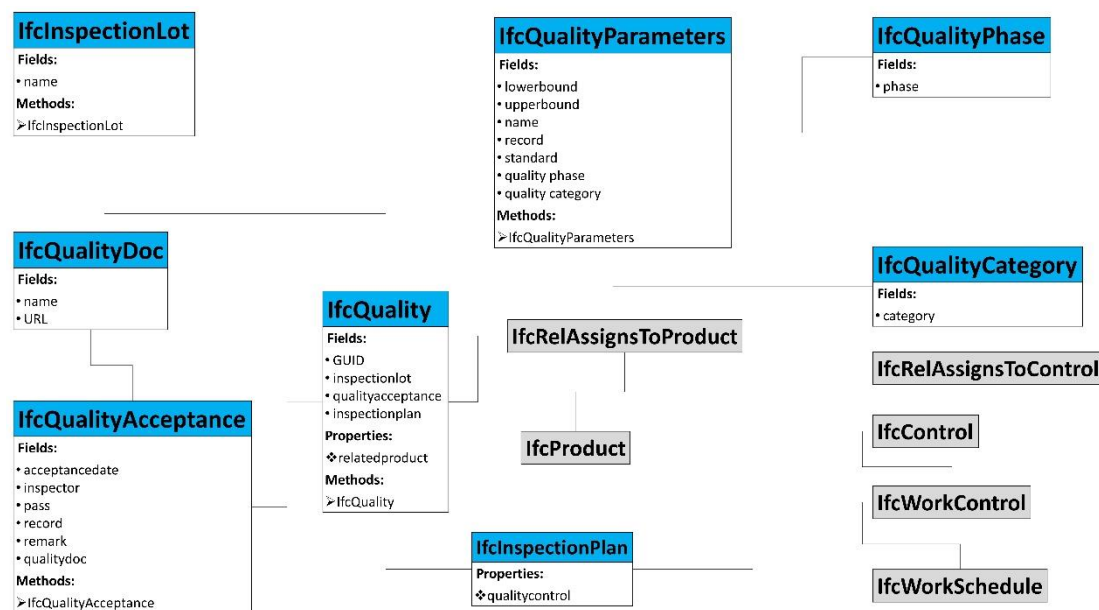 IfcInspectionLot
Fields:
• name
Methods:
➢IfcInspectionLot
IfcQualityParameters
Fields:
• lowerbound
• upperbound
• name
• record
• standard
• quality phase
• quality category
Methods:
➢IfcQualityParameters
IfcQualityPhase
Fields:
• phase
IfcQualityDoc
Fields:
• name
• URL
IfcQuality
Fields:
• GUID
• inspectionlot
• qualityacceptance
• inspectionplan
Properties:
❖relatedproduct
Methods:
➢IfcQuality
IfcRelAssignsToProduct
IfcProduct
IfcQualityCategory
Fields:
• category
IfcRelAssignsToControl
IfcControl
IfcWorkControl
IfcWorkSchedule
IfcQualityAcceptance
Fields:
• acceptancedate
• inspector
• pass
• record
• remark
• qualitydoc
Methods:
➢IfcQualityAcceptance
IfcInspectionPlan
Properties:
❖qualitycontrol